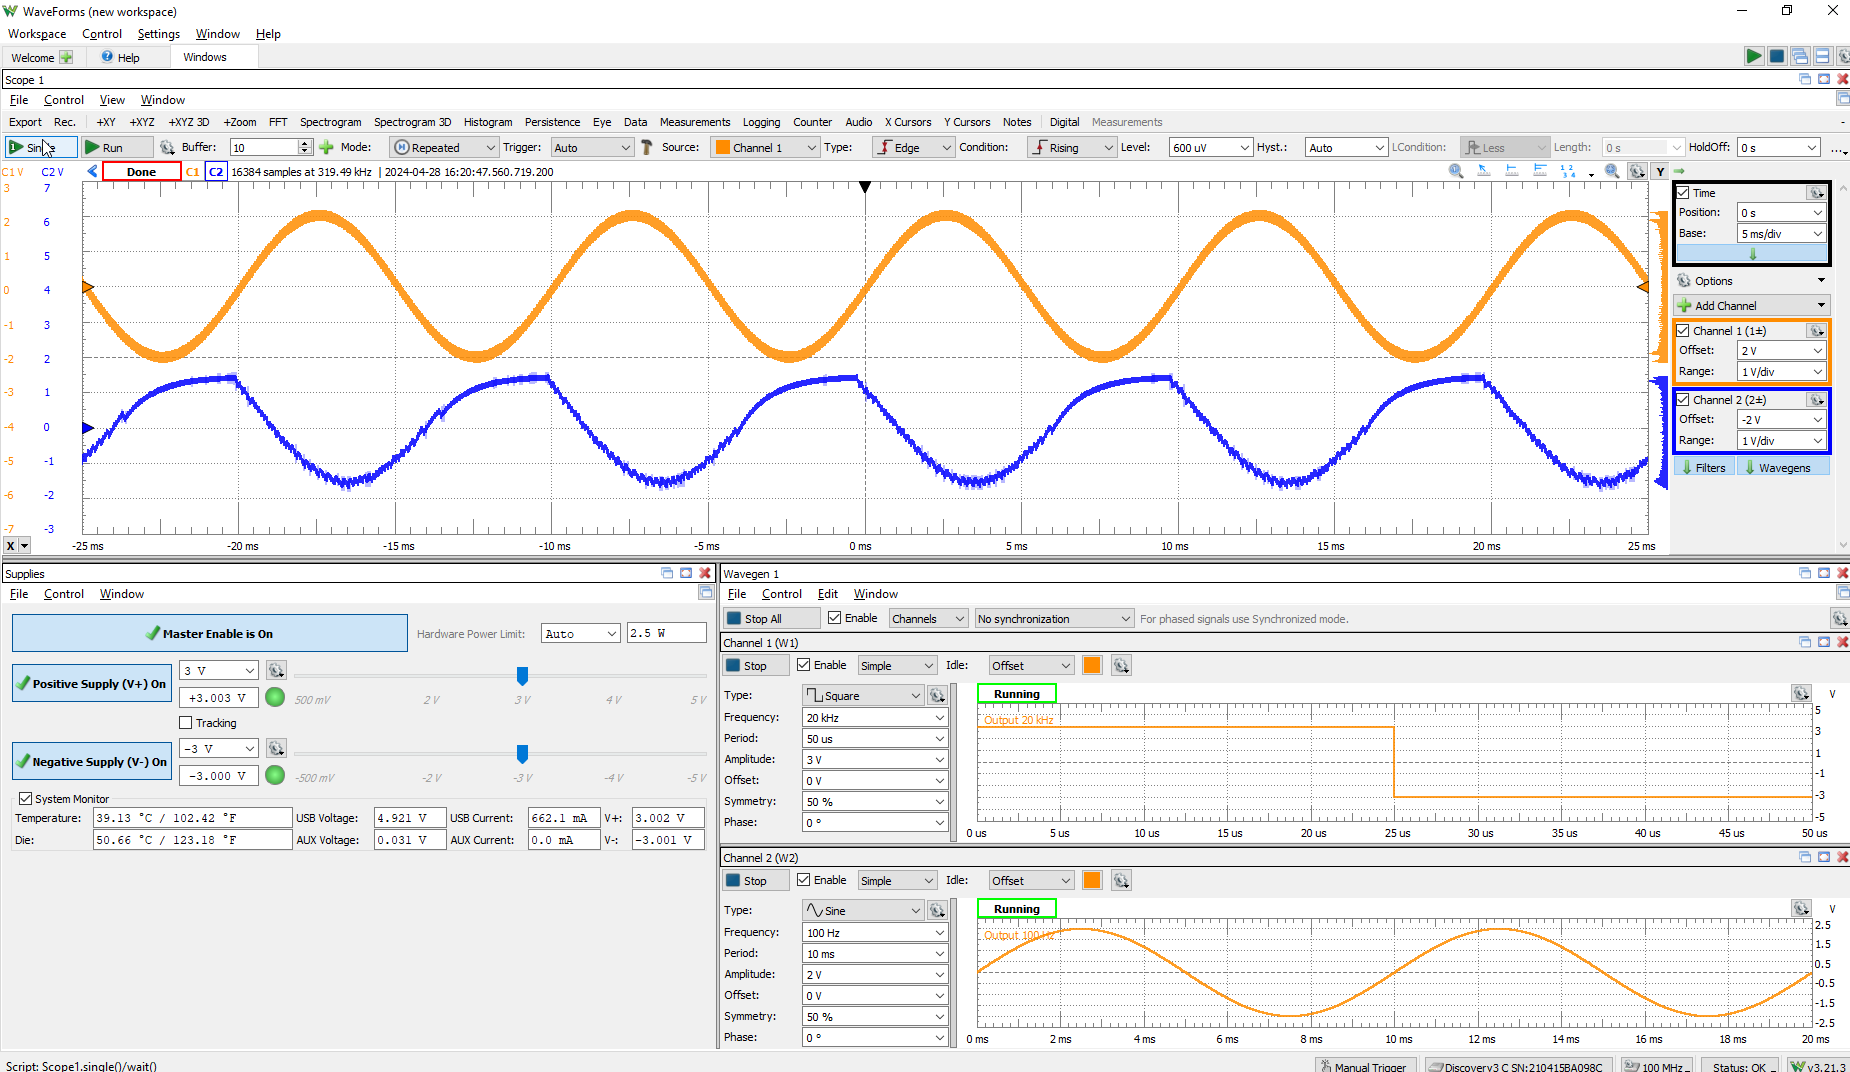 WaveForms (new workspace)
Workspace Control Settings Window Help
Welcome Help Windows
Scope 1
File Control View Window
Export Rec. +XY +XYZ +XYZ 3D +Zoom FFT Spectrogram Spectrogram 3D Histogram Persistence Eye Data Measurements Logging Counter Audio X Cursors Y Cursors Notes Digital Measurements
Run Buffer: 10 Mode: Repeated Trigger: Auto Source: Channel 1 Type: Edge Condition: Rising Level: 600 uV Hyst.: Auto LCondition: Less Length: 0 s HoldOff: 0 s ...
C1 V C2 V Done C1 C2 16384 samples at 319.49 kHz | 2024-04-28 16:20:47.560.719.200 Y
3 7
2 6
1 5
0 4
-1 3
-2 2
-3 1
-4 0
-5 -1
-6 -2
-7 -3
X -25 ms -20 ms -15 ms -10 ms -5 ms 0 ms 5 ms 10 ms 15 ms 20 ms 25 ms
Time
Position: 0 s
Base: 5 ms/div
Options
Add Channel
Channel 1 (1±)
Offset: 2 V
Range: 1 V/div
Channel 2 (2±)
Offset: -2 V
Range: 1 V/div
Filters Wavegens
Supplies
File Control Window
Master Enable is On Hardware Power Limit: Auto 2.5 W
Positive Supply (V+) On 3 V
+3.003 V 500 mV 2 V 3 V 4 V 5 V
Tracking
Negative Supply (V-) On -3 V
-3.000 V -500 mV -2 V -3 V -4 V -5 V
System Monitor
Temperature: 39.13 °C / 102.42 °F USB Voltage: 4.921 V USB Current: 662.1 mA V+: 3.002 V
Die: 50.66 °C / 123.18 °F AUX Voltage: 0.031 V AUX Current: 0.0 mA V-: -3.001 V
Wavegen 1
File Control Edit Window
Stop All Enable Channels No synchronization For phased signals use Synchronized mode.
Channel 1 (W1)
Stop Enable Simple Idle: Offset
Type: Square
Frequency: 20 kHz
Period: 50 us
Amplitude: 3 V
Offset: 0 V
Symmetry: 50 %
Phase: 0 °
Running V
Output 20 kHz
5
3
1
-1
-3
-5
0 us 5 us 10 us 15 us 20 us 25 us 30 us 35 us 40 us 45 us 50 us
Channel 2 (W2)
Stop Enable Simple Idle: Offset
Type: Sine
Frequency: 100 Hz
Period: 10 ms
Amplitude: 2 V
Offset: 0 V
Symmetry: 50 %
Phase: 0 °
Running V
Output 100 Hz
2.5
1.5
0.5
-0.5
-1.5
-2.5
0 ms 2 ms 4 ms 6 ms 8 ms 10 ms 12 ms 14 ms 16 ms 18 ms 20 ms
Script: Scope1.single()/wait() Manual Trigger Discovery3 C SN:210415BA098C 100 MHz Status: OK v3.21.3